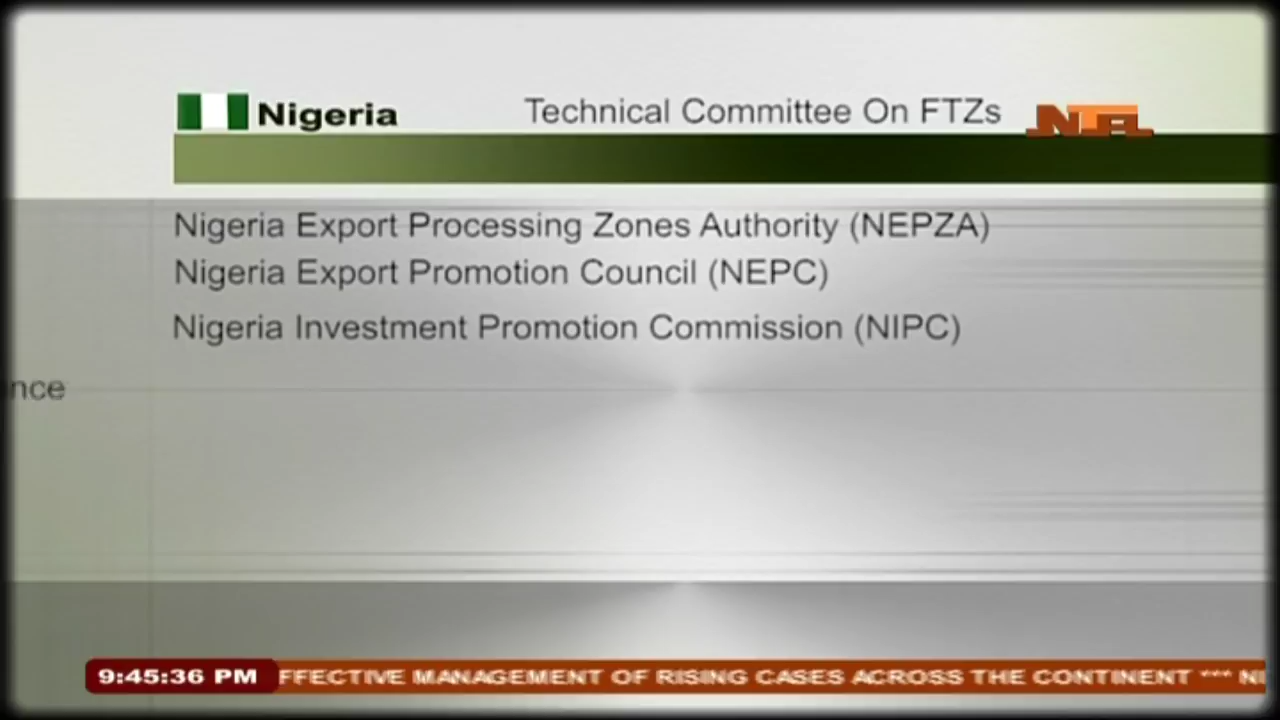 Nigeria
Technical Committee On FTZs
Nigeria Export Processing Zones Authority (NEPZA)
Nigeria Export Promotion Council (NEPC)
Nigeria Investment Promotion Commission (NIPC)
nce
9:45:36 PM
FFECTIVE MANAGEMENT OF RISING CASES ACROSS THE CONTINENT *** NI